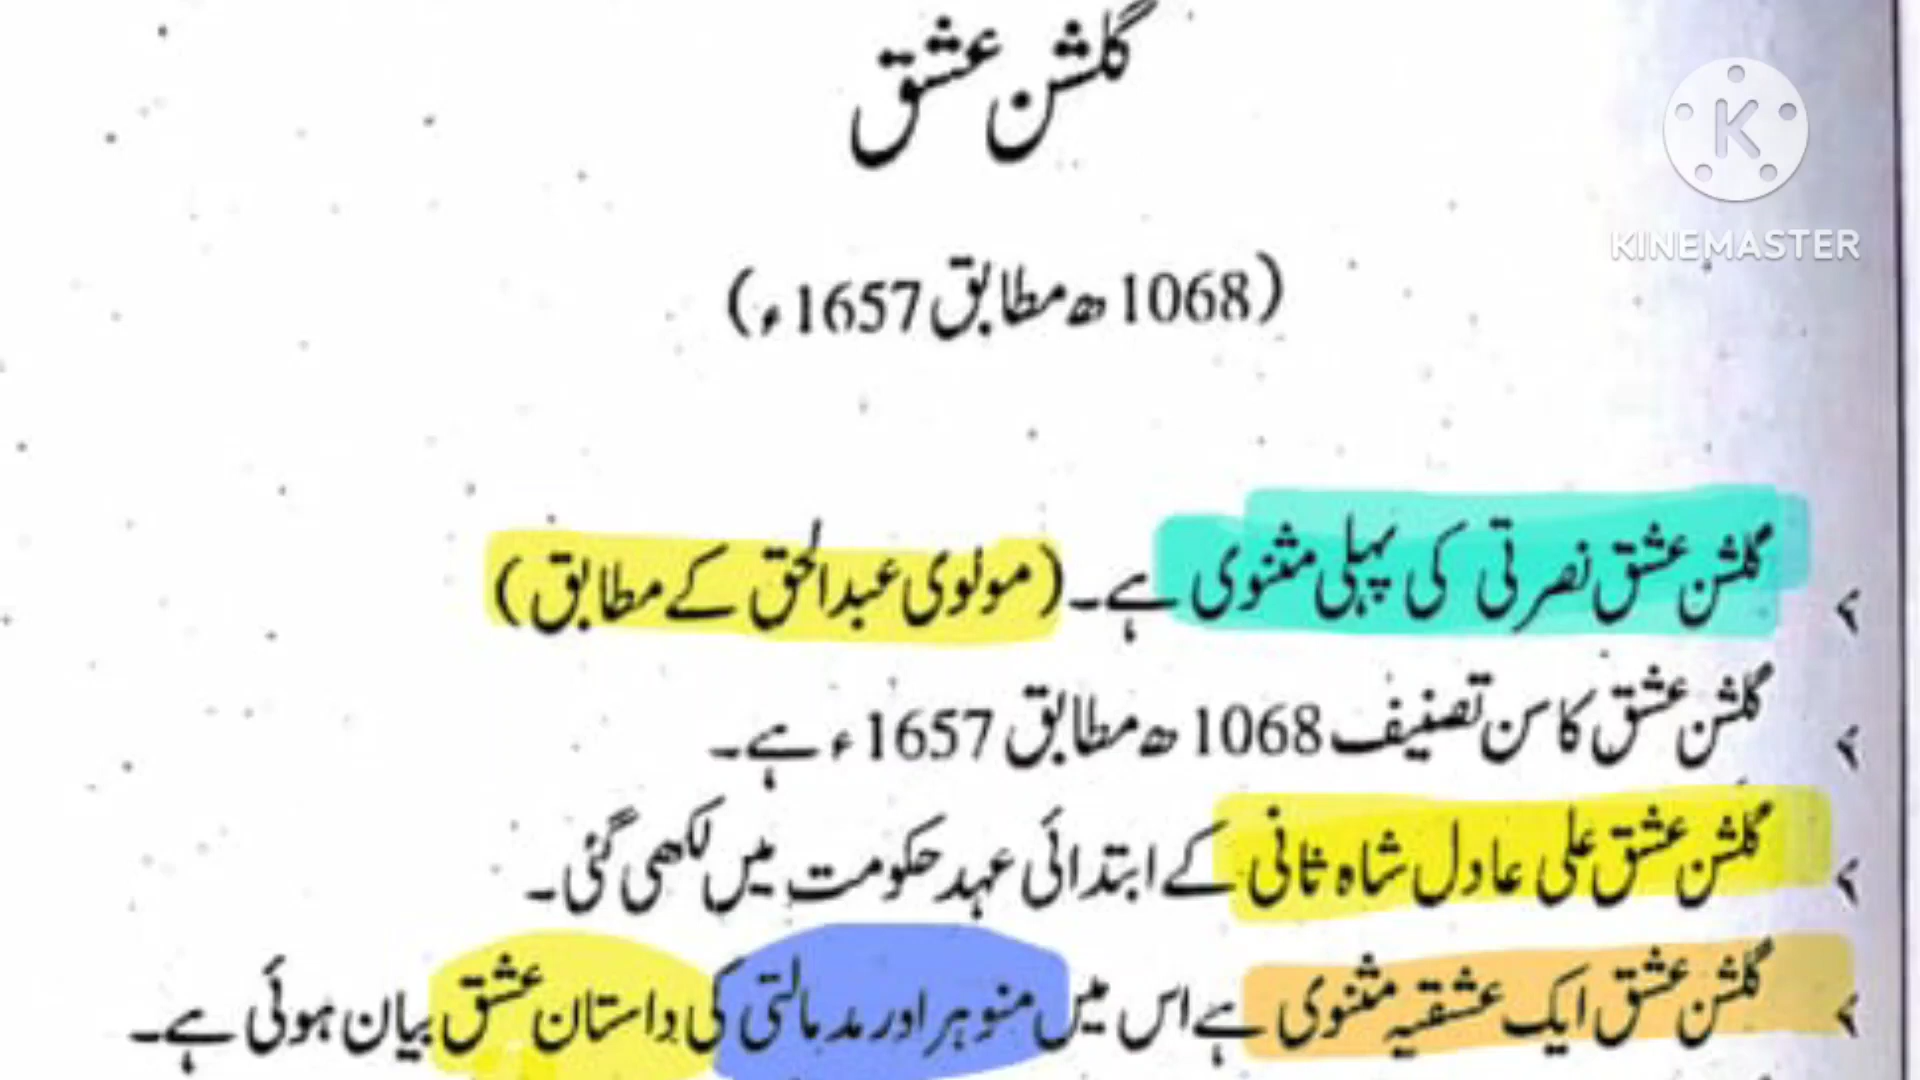 گلشن عشق
(1068ھ مطابق 1657ء)
گلشن عشق نصرتی کی پہلی مثنوی ہے۔ (مولوی عبدالحق کے مطابق)
گلشن عشق کا سن تصنیف 1068ھ مطابق 1657ء ہے۔
گلشن عشق علی عادل شاہ ثانی کے ابتدائی عہد حکومت میں لکھی گئی۔
گلشن عشق ایک عشقیہ مثنوی ہے اس میں منوہر اور مدمالتی کی داستان عشق بیان ہوئی ہے۔
K
KINEMASTER